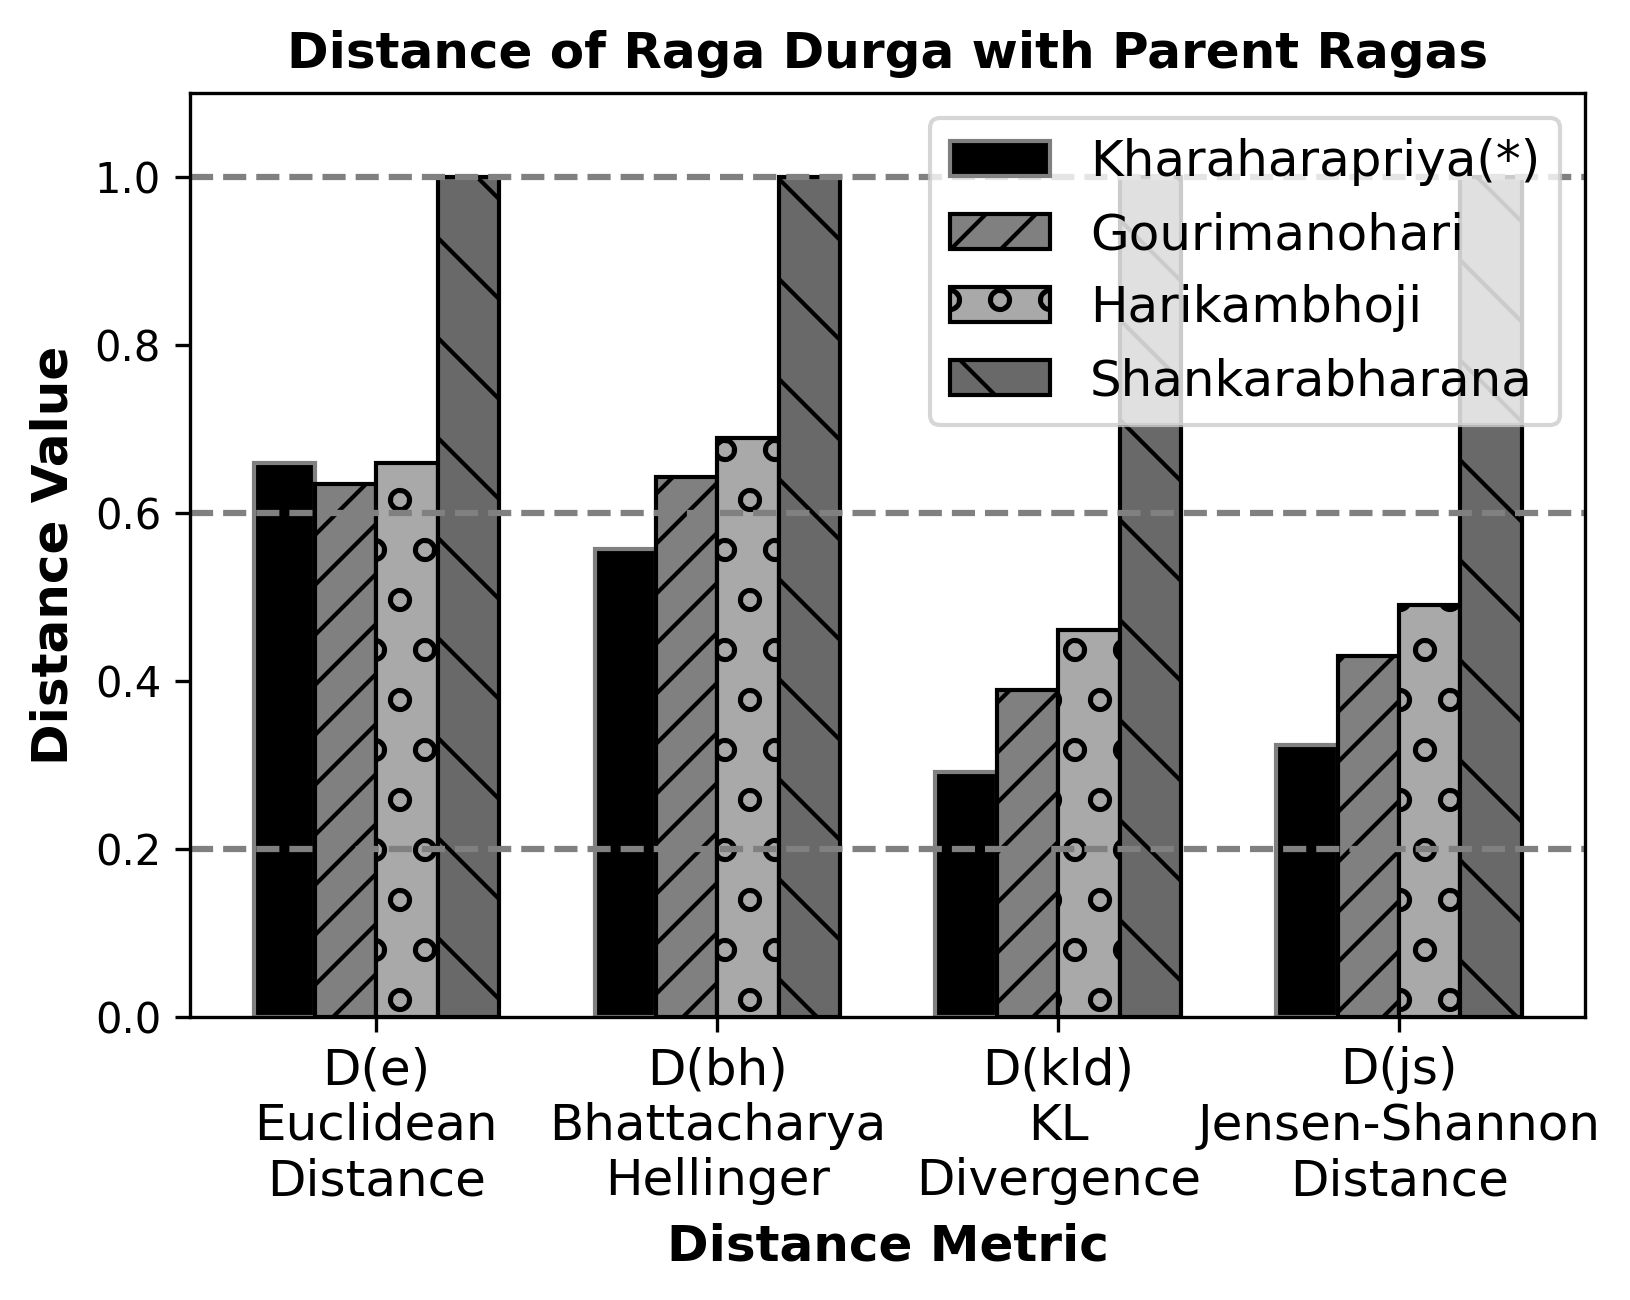 Distance of Raga Durga with Parent Ragas
Kharaharapriya(*)
Gourimanohari
Harikambhoji
Shankarabharana
Distance Value
1.0
0.8
0.6
0.4
0.2
0.0
D(e)
Euclidean
Distance
D(bh)
Bhattacharya
Hellinger
D(kld)
KL
Divergence
D(js)
Jensen-Shannon
Distance
Distance Metric